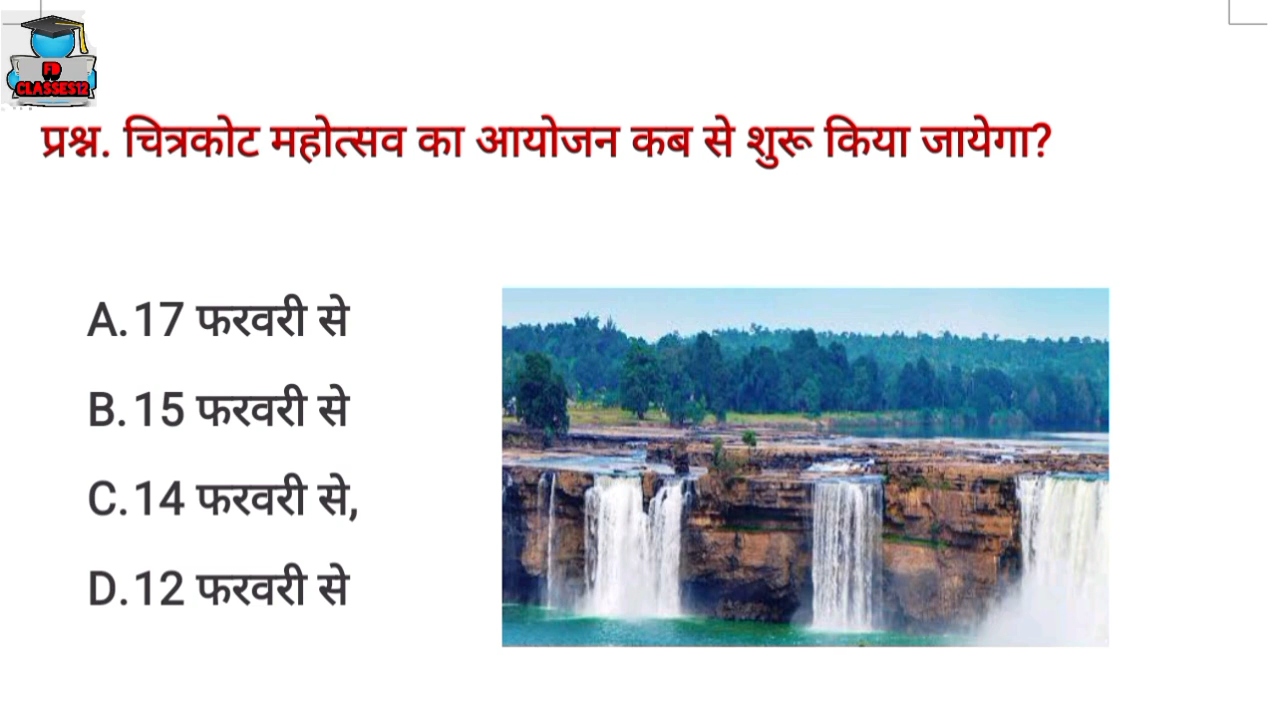 FD
CLASSES12
प्रश्न. चित्रकोट महोत्सव का आयोजन कब से शुरू किया जायेगा?
A. 17 फरवरी से
B. 15 फरवरी से
C. 14 फरवरी से,
D. 12 फरवरी से